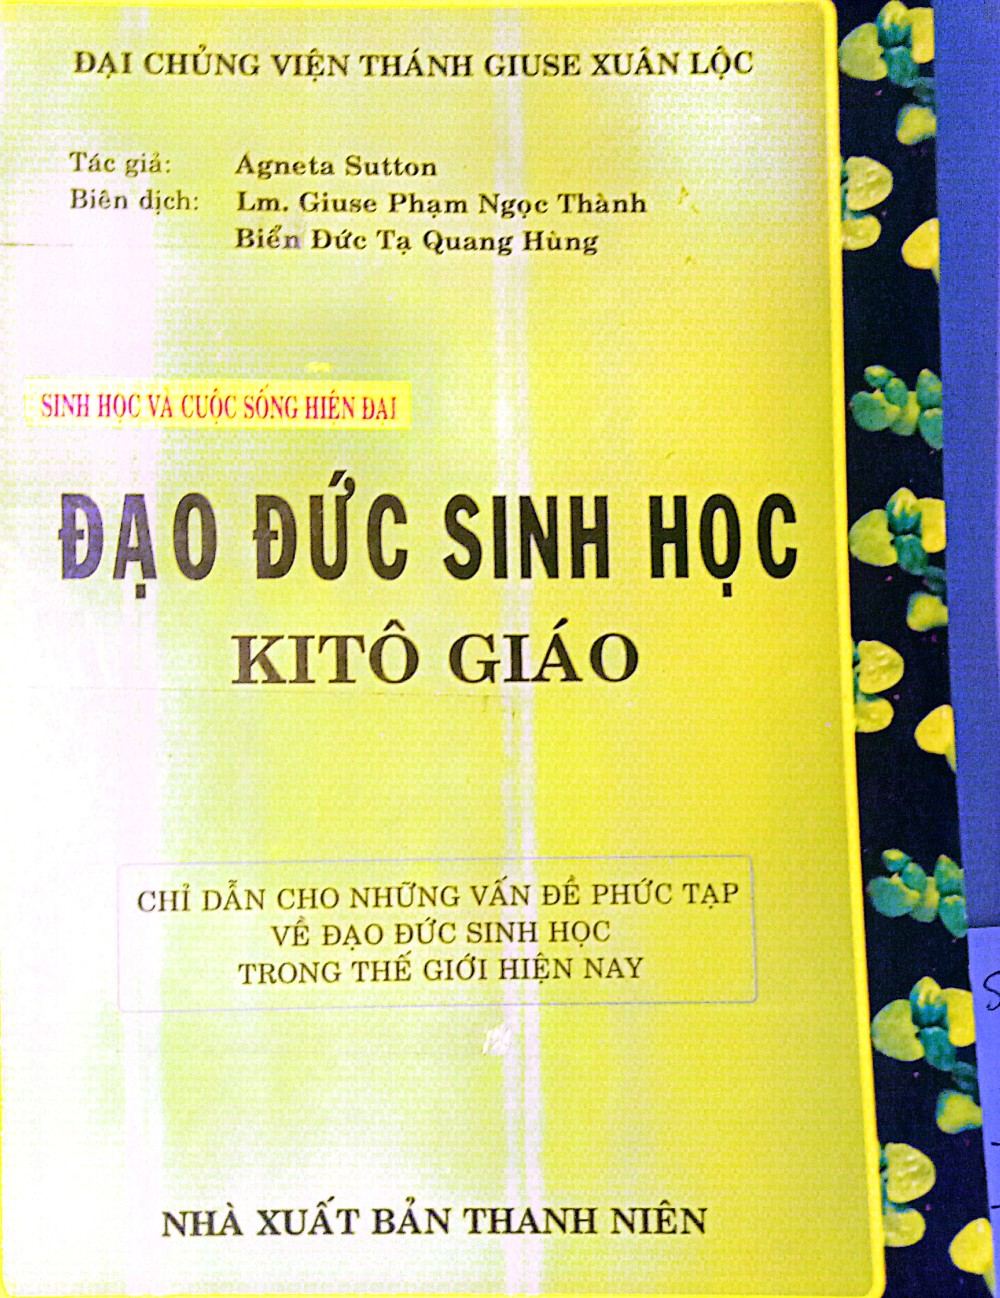 ĐẠI CHỦNG VIỆN THÁNH GIUSE XUÂN LỘC
Tác giả: Agneta Sutton
Biên dịch: Lm. Giuse Phạm Ngọc Thành
Biển Đức Tạ Quang Hùng
SINH HỌC VÀ CUỘC SỐNG HIỆN ĐẠI
ĐẠO ĐỨC SINH HỌC
KITÔ GIÁO
CHỈ DẪN CHO NHỮNG VẤN ĐỀ PHỨC TẠP
VỀ ĐẠO ĐỨC SINH HỌC
TRONG THẾ GIỚI HIỆN NAY
NHÀ XUẤT BẢN THANH NIÊN